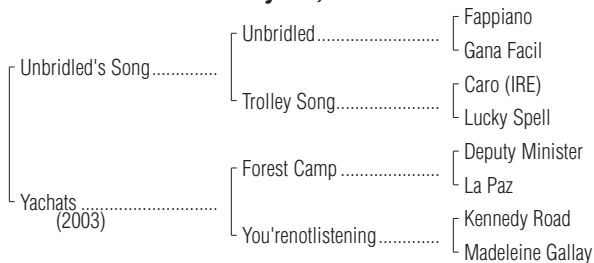 Fappiano
Unbridled..............................
Gana Facil
Unbridled's Song..............
Caro (IRE)
Trolley Song.........................
Lucky Spell
Deputy Minister
Forest Camp ........................
La Paz
Yachats .............................
(2003)
Kennedy Road
You'renotlistening..............
Madeleine Gallay